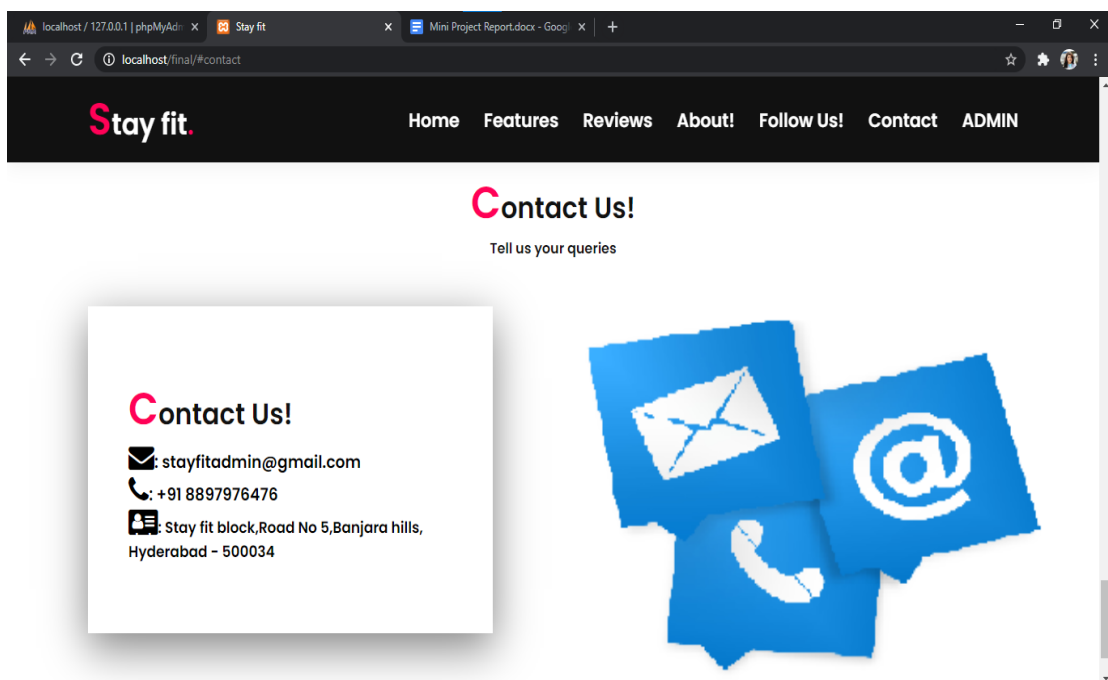 localhost / 127.0.0.1 | phpMyAdn
Stay fit
Mini Project Report.docx - Googl
localhost/final/#contact
Stay fit.
Home Features Reviews About! Follow Us! Contact ADMIN
Contact Us!
Tell us your queries
Contact Us!
: stayfitadmin@gmail.com
: +91 8897976476
: Stay fit block,Road No 5,Banjara hills,
Hyderabad - 500034
@